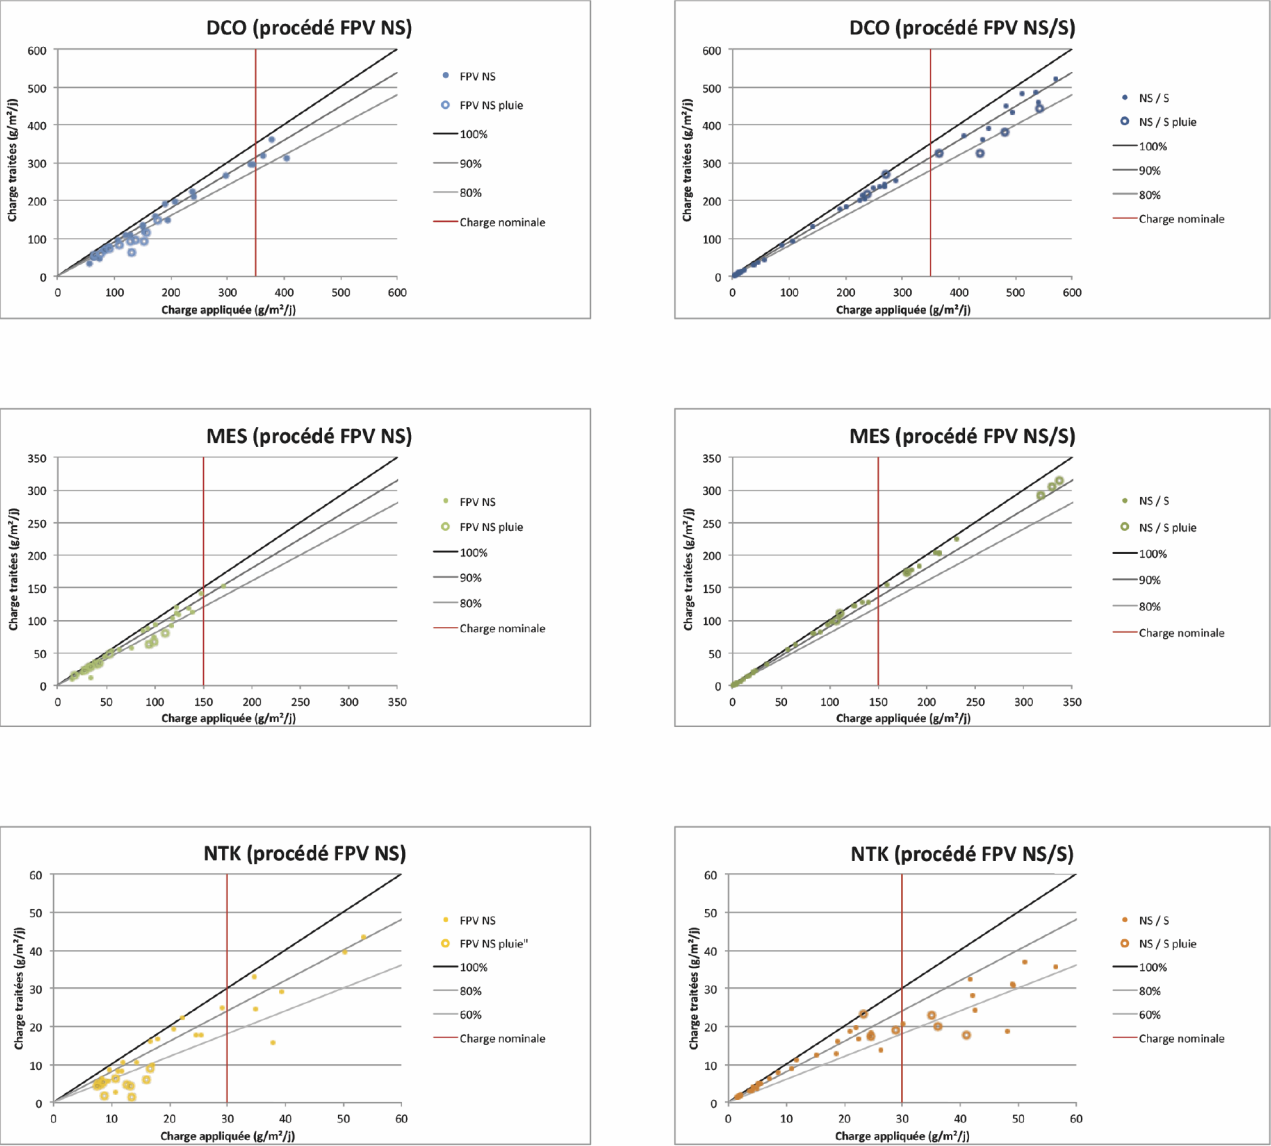 DCO (procédé FPV NS)
Charge traitées (g/m²/j)
600
500
400
300
200
100
0
0 100 200 300 400 500 600
Charge appliquée (g/m²/j)
FPV NS
FPV NS pluie
100%
90%
80%
Charge nominale
DCO (procédé FPV NS/S)
Charge traitées (g/m²/j)
600
500
400
300
200
100
0
0 100 200 300 400 500 600
Charge appliquée (g/m²/j)
NS / S
NS / S pluie
100%
90%
80%
Charge nominale
MES (procédé FPV NS)
Charge traitées (g/m²/j)
350
300
250
200
150
100
50
0
0 50 100 150 200 250 300 350
Charge appliquée (g/m²/j)
FPV NS
FPV NS pluie
100%
90%
80%
Charge nominale
MES (procédé FPV NS/S)
Charge traitées (g/m²/j)
350
300
250
200
150
100
50
0
0 50 100 150 200 250 300 350
Charge appliquée (g/m²/j)
NS / S
NS / S pluie
100%
90%
80%
Charge nominale
NTK (procédé FPV NS)
Charge traitées (g/m²/j)
60
50
40
30
20
10
0
0 10 20 30 40 50 60
Charge appliquée (g/m²/j)
FPV NS
FPV NS pluie"
100%
80%
60%
Charge nominale
NTK (procédé FPV NS/S)
Charge traitées (g/m²/j)
60
50
40
30
20
10
0
0 10 20 30 40 50 60
Charge appliquée (g/m²/j)
NS / S
NS / S pluie
100%
80%
60%
Charge nominale